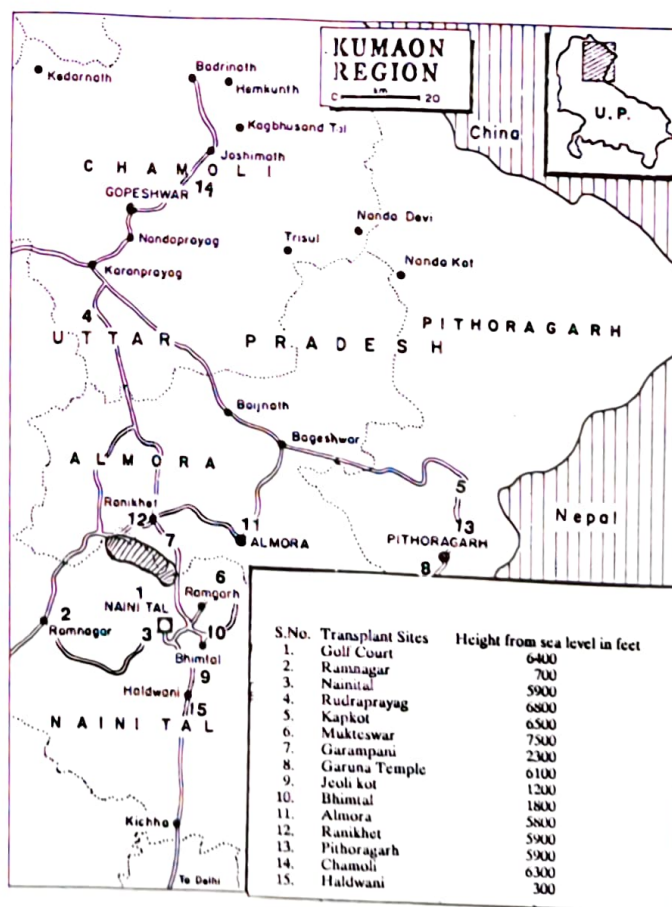 KUMAON
REGION
km
20
U. P.
China
Kedarnath
Badrinath
Hemkunth
Kagbhusand Tal
Joshimath
CHAMOLI
14
GOPESHWAR
Nanda Devi
Trisul
Nandaprayag
Nanda Kot
Karanprayag
4
PITHORAGARH
UTTAR PRADESH
Baijnath
Bageshwar
ALMORA
5
Ranikhet
12
11
13
Nepal
7
ALMORA
PITHORAGARH
8
6
1
Ramgarh
NAINI TAL
2
3
10
Ramnagar
Bhimtal
9
Haldwani
15
NAINI TAL
Kichha
To Delhi
S.No. Transplant Sites Height from sea level in feet
1. Golf Court 6400
2. Ramnagar 700
3. Nainital 5900
4. Rudraprayag 6800
5. Kapkot 6500
6. Mukteswar 7500
7. Garampani 2300
8. Garuna Temple 6100
9. Jeoli kot 1200
10. Bhimtal 1800
11. Almora 5800
12. Ranikhet 5900
13. Pithoragarh 5900
14. Chamoli 6300
15. Haldwani 300